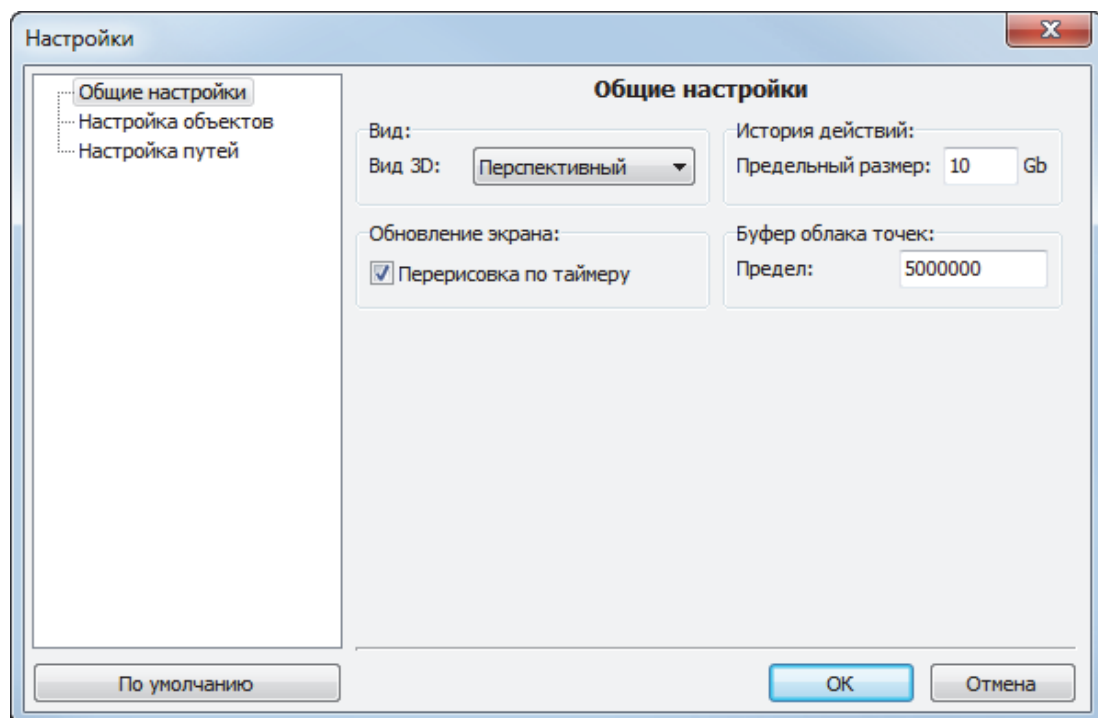 Настройки
Общие настройки
Настройка объектов
Настройка путей
Общие настройки
Вид:
Вид 3D: Перспективный
История действий:
Предельный размер: 10 Gb
Обновление экрана:
Перерисовка по таймеру
Буфер облака точек:
Предел: 5000000
По умолчанию
OK
Отмена